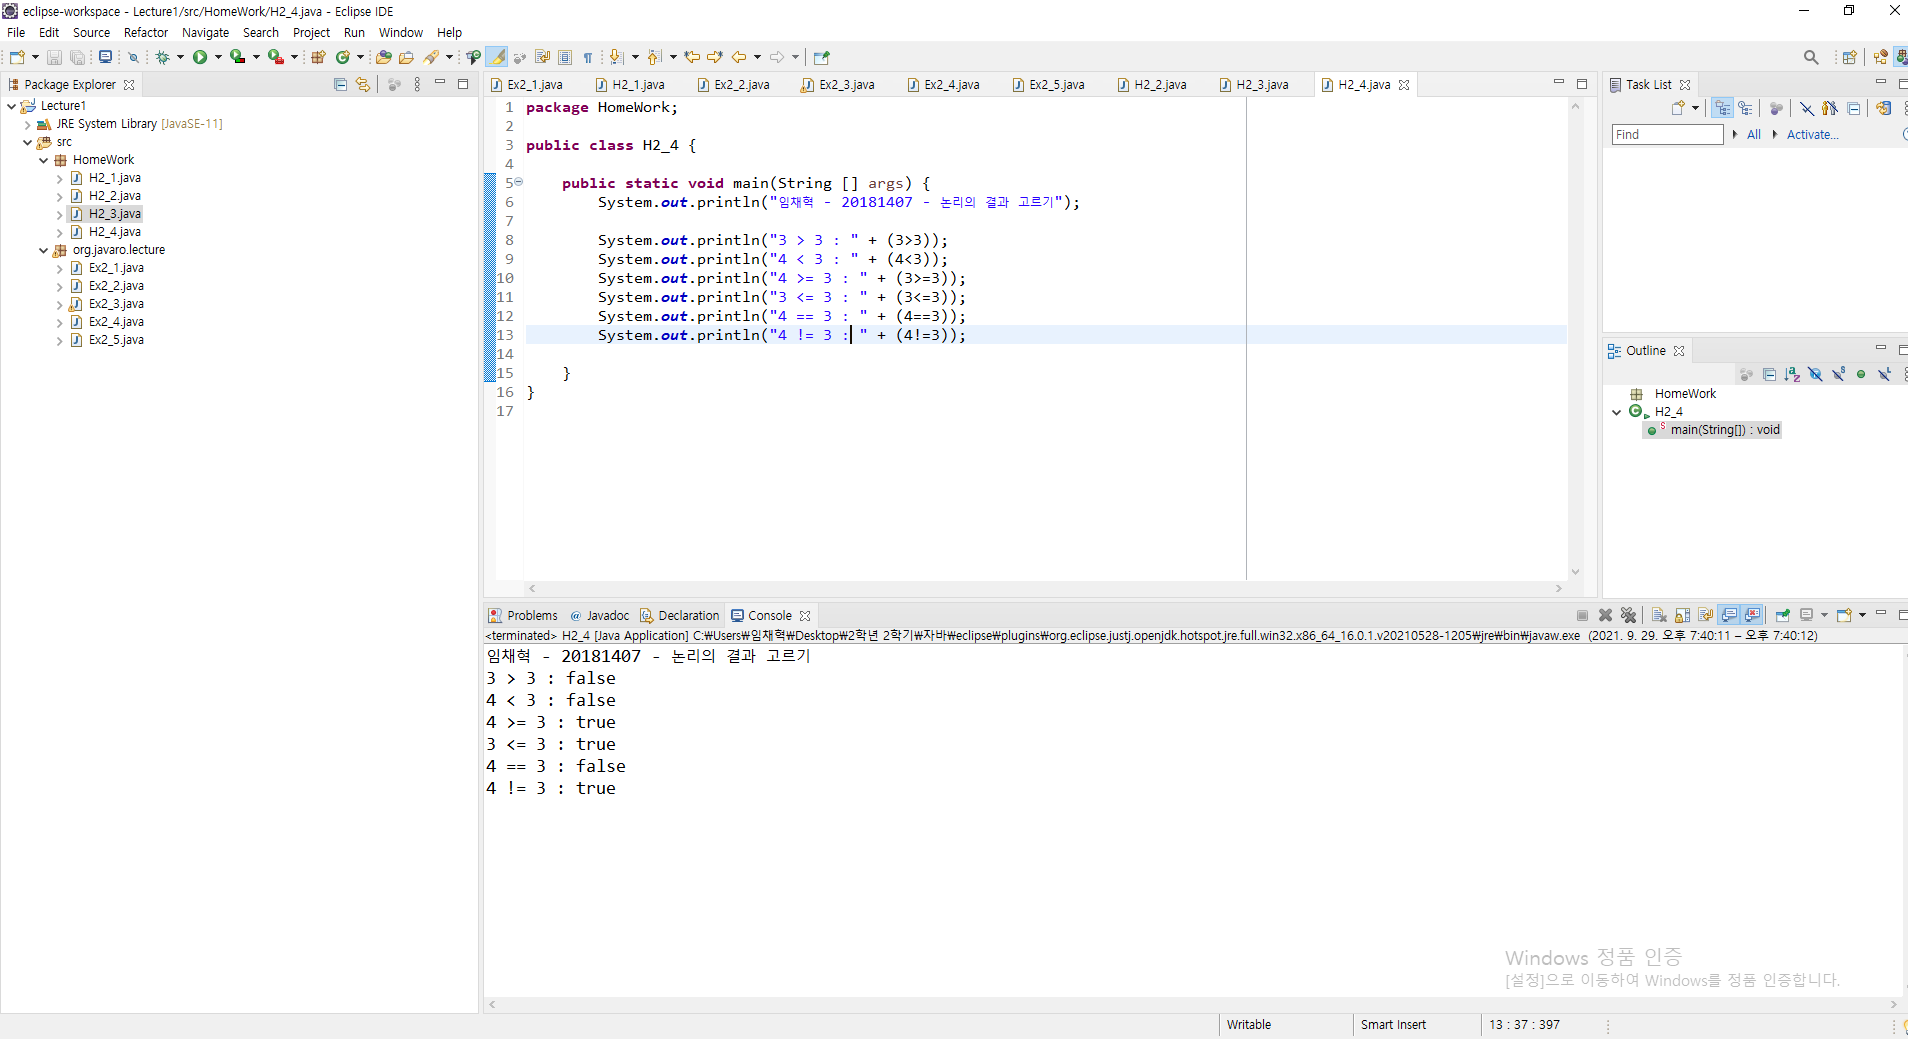 eclipse-workspace - Lecture1/src/HomeWork/H2_4.java - Eclipse IDE
File Edit Source Refactor Navigate Search Project Run Window Help
Package Explorer
Lecture1
JRE System Library [JavaSE-11]
src
HomeWork
H2_1.java
H2_2.java
H2_3.java
H2_4.java
org.javaro.lecture
Ex2_1.java
Ex2_2.java
Ex2_3.java
Ex2_4.java
Ex2_5.java
Ex2_1.java H2_1.java Ex2_2.java Ex2_3.java Ex2_4.java Ex2_5.java H2_2.java H2_3.java H2_4.java
1 package HomeWork;
2
3 public class H2_4 {
4
5 public static void main(String [] args) {
6 System.out.println("임채혁 - 20181407 - 논리의 결과 고르기");
7
8 System.out.println("3 > 3 : " + (3>3));
9 System.out.println("4 < 3 : " + (4<3));
10 System.out.println("4 >= 3 : " + (3>=3));
11 System.out.println("3 <= 3 : " + (3<=3));
12 System.out.println("4 == 3 : " + (4==3));
13 System.out.println("4 != 3 : " + (4!=3));
14
15 }
16 }
17
Task List
Find All Activate...
Outline
HomeWork
H2_4
main(String[]) : void
Problems @ Javadoc Declaration Console
<terminated> H2_4 [Java Application] C:₩Users₩임채혁₩Desktop₩2학년 2학기₩자바₩eclipse₩plugins₩org.eclipse.justj.openjdk.hotspot.jre.full.win32.x86_64_16.0.1.v20210528-1205₩jre₩bin₩javaw.exe (2021. 9. 29. 오후 7:40:11 – 오후 7:40:12)
임채혁 - 20181407 - 논리의 결과 고르기
3 > 3 : false
4 < 3 : false
4 >= 3 : true
3 <= 3 : true
4 == 3 : false
4 != 3 : true
Windows 정품 인증
[설정]으로 이동하여 Windows를 정품 인증합니다.
Writable Smart Insert 13 : 37 : 397